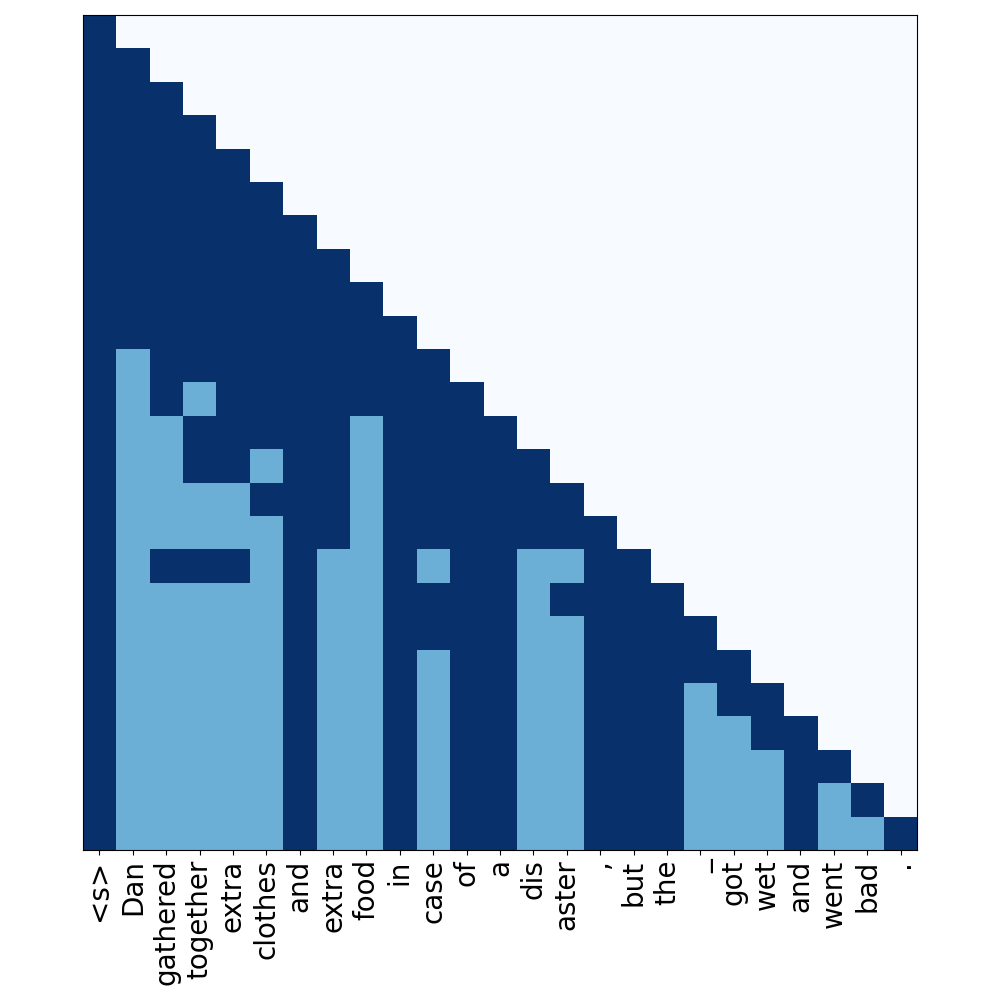 <s> Dan gathered together extra clothes and extra food in case of a dis aster , but the _ got wet and went bad .